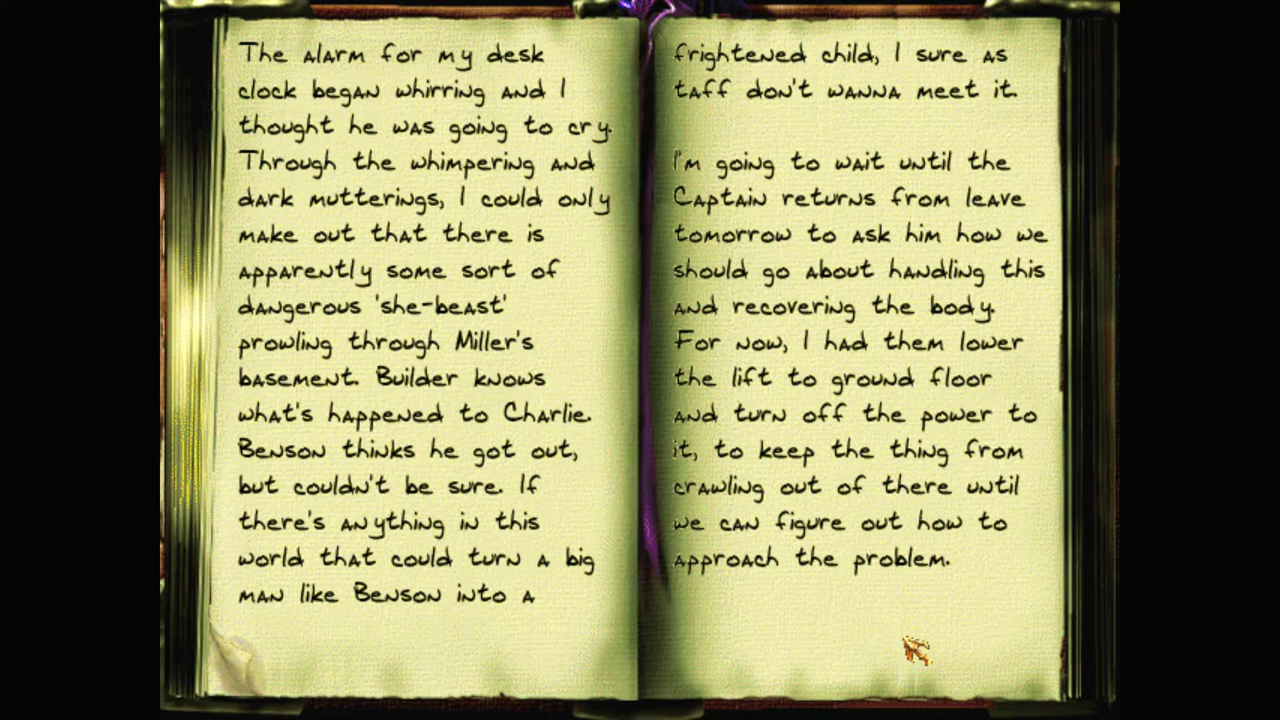 The alarm for my desk
clock began whirring and I
thought he was going to cry.
Through the whimpering and
dark mutterings, I could only
make out that there is
apparently some sort of
dangerous 'she-beast'
prowling through Miller's
basement. Builder knows
what's happened to Charlie.
Benson thinks he got out,
but couldn't be sure. If
there's anything in this
world that could turn a big
man like Benson into a
frightened child, I sure as
taff don't wanna meet it.

I'm going to wait until the
Captain returns from leave
tomorrow to ask him how we
should go about handling this
and recovering the body.
For now, I had them lower
the lift to ground floor
and turn off the power to
it, to keep the thing from
crawling out of there until
we can figure out how to
approach the problem.